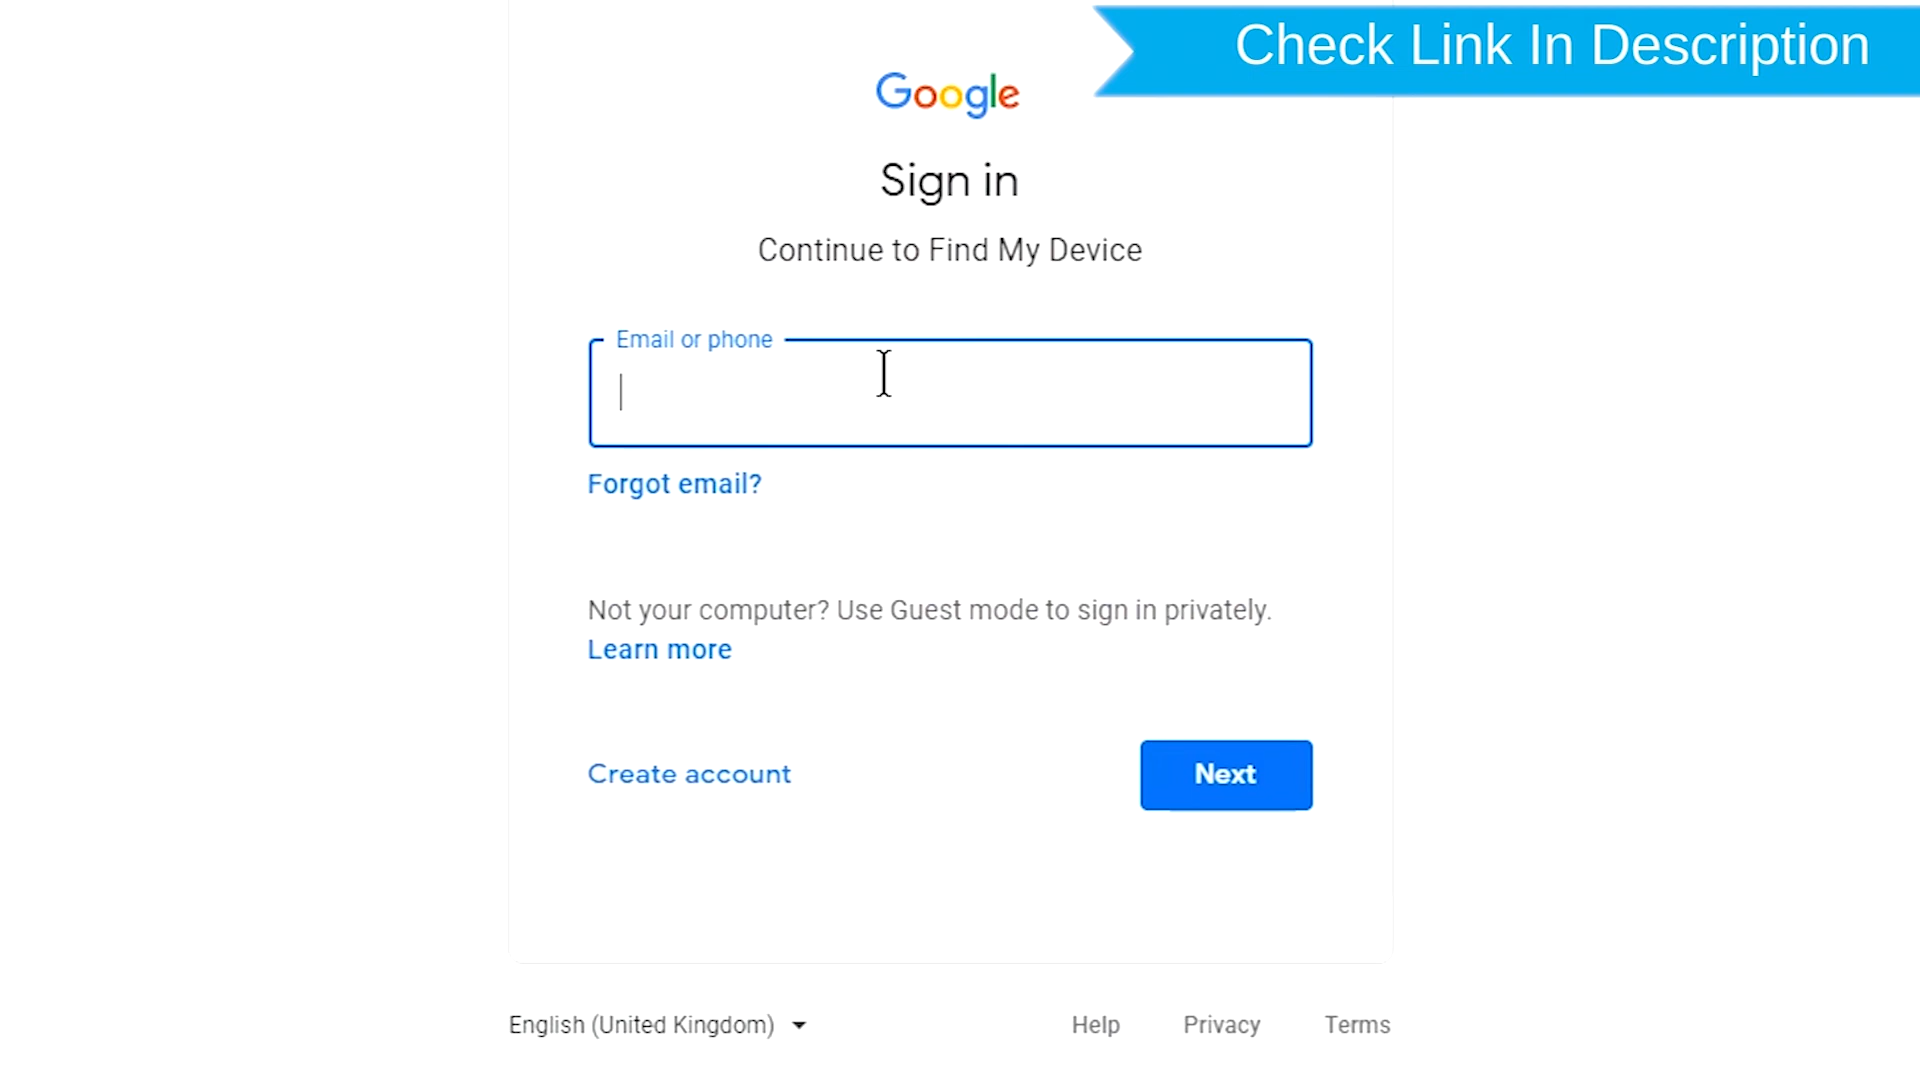 Check Link In Description
Google
Sign in
Continue to Find My Device
Email or phone
Forgot email?
Not your computer? Use Guest mode to sign in privately.
Learn more
Create account
Next
English (United Kingdom)
Help
Privacy
Terms